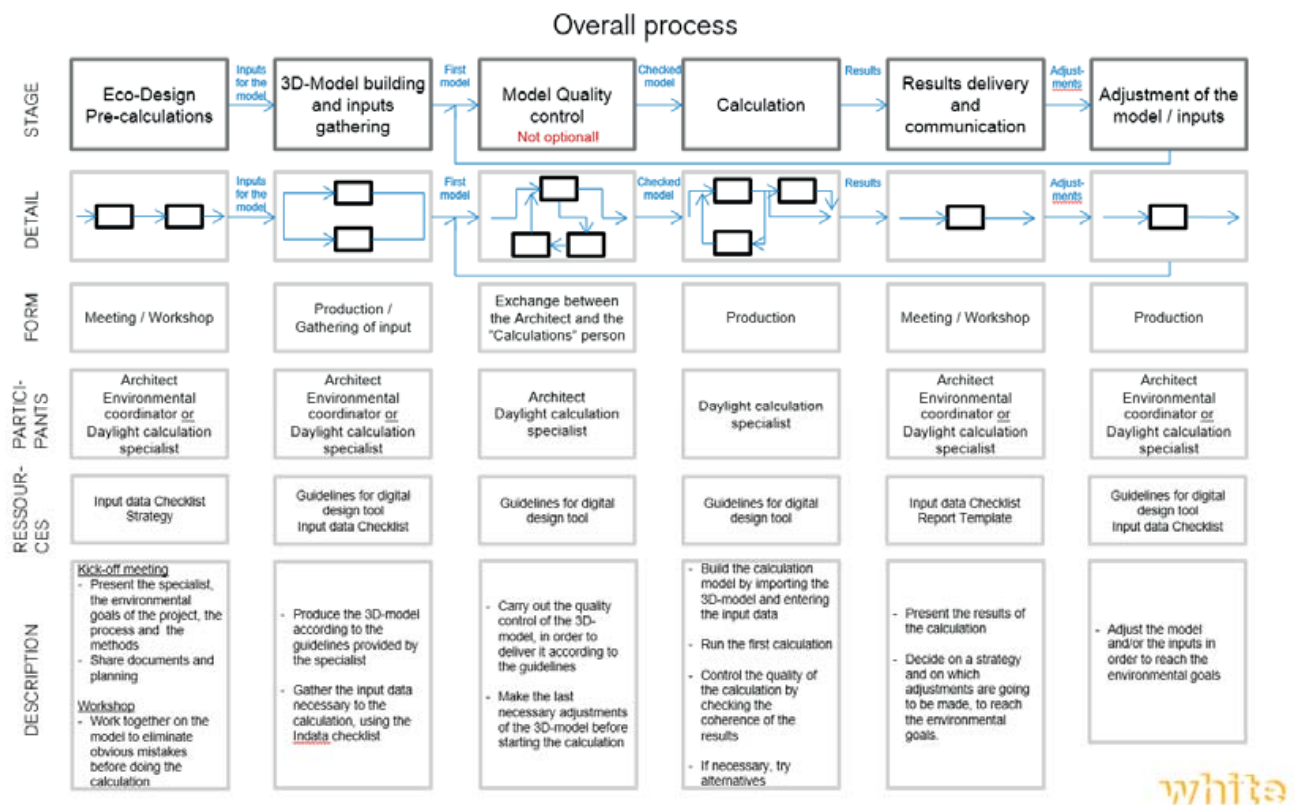 Overall process
STAGE
Eco-Design
Pre-calculations
Inputs
for the
model
3D-Model building
and inputs
gathering
First
model
Model Quality
control
Not optional!
Checked
model
Calculation
Results
Results delivery
and
communication
Adjust-
ments
Adjustment of the
model / inputs
DETAIL
Inputs
for the
model
First
model
Checked
model
Results
Adjust-
ments
FORM
Meeting / Workshop
Production /
Gathering of input
Exchange between
the Architect and the
"Calculations" person
Production
Meeting / Workshop
Production
PARTICI-
PANTS
Architect
Environmental
coordinator or
Daylight calculation
specialist
Architect
Environmental
coordinator or
Daylight calculation
specialist
Architect
Daylight calculation
specialist
Daylight calculation
specialist
Architect
Environmental
coordinator or
Daylight calculation
specialist
Architect
Environmental
coordinator or
Daylight calculation
specialist
RESSOUR-
CES
Input data Checklist
Strategy
Guidelines for digital
design tool
Input data Checklist
Guidelines for digital
design tool
Guidelines for digital
design tool
Input data Checklist
Report Template
Guidelines for digital
design tool
Input data Checklist
DESCRIPTION
Kick-off meeting
- Present the specialist,
the environmental
goals of the project, the
process and the
methods
- Share documents and
planning
Workshop
- Work together on the
model to eliminate
obvious mistakes
before doing the
calculation
- Produce the 3D-model
according to the
guidelines provided by
the specialist
- Gather the input data
necessary to the
calculation, using the
Indata checklist
- Carry out the quality
control of the 3D-
model, in order to
deliver it according to
the guidelines
- Make the last
necessary adjustments
of the 3D-model before
starting the calculation
- Build the calculation
model by importing the
3D-model and entering
the input data
- Run the first calculation
- Control the quality of
the calculation by
checking the
coherence of the
results
- If necessary, try
alternatives
- Present the results of
the calculation
- Decide on a strategy
and on which
adjustments are going
to be made, to reach
the environmental
goals.
- Adjust the model
and/or the inputs in
order to reach the
environmental goals
white